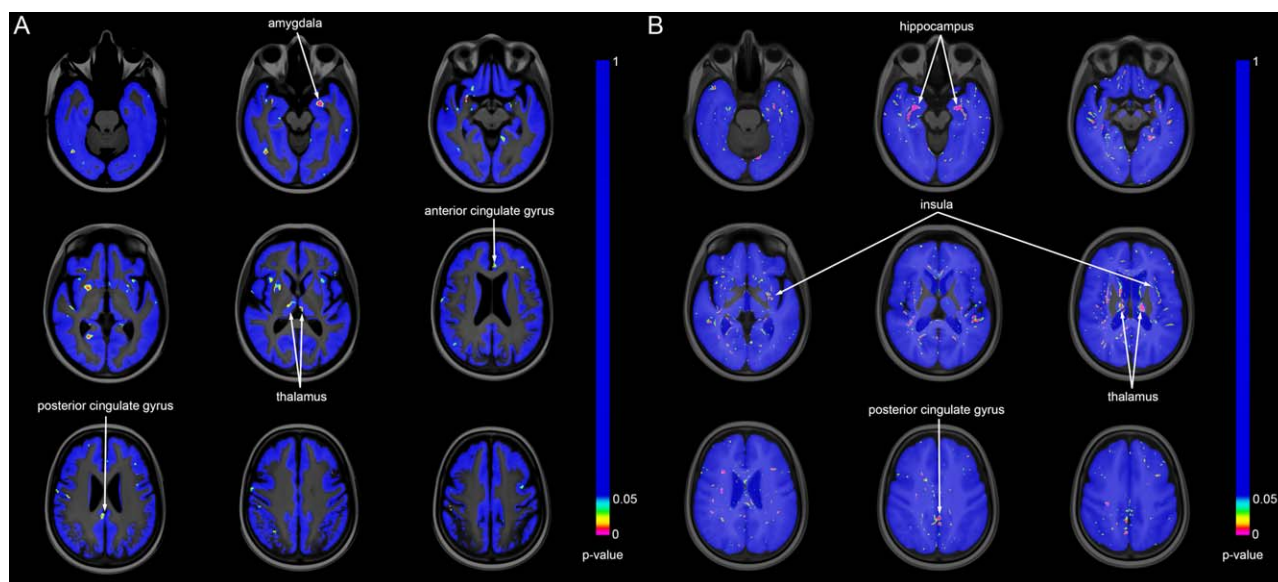 A
amygdala
anterior cingulate gyrus
thalamus
posterior cingulate gyrus
1
0.05
0
p-value
B
hippocampus
insula
thalamus
posterior cingulate gyrus
1
0.05
0
p-value